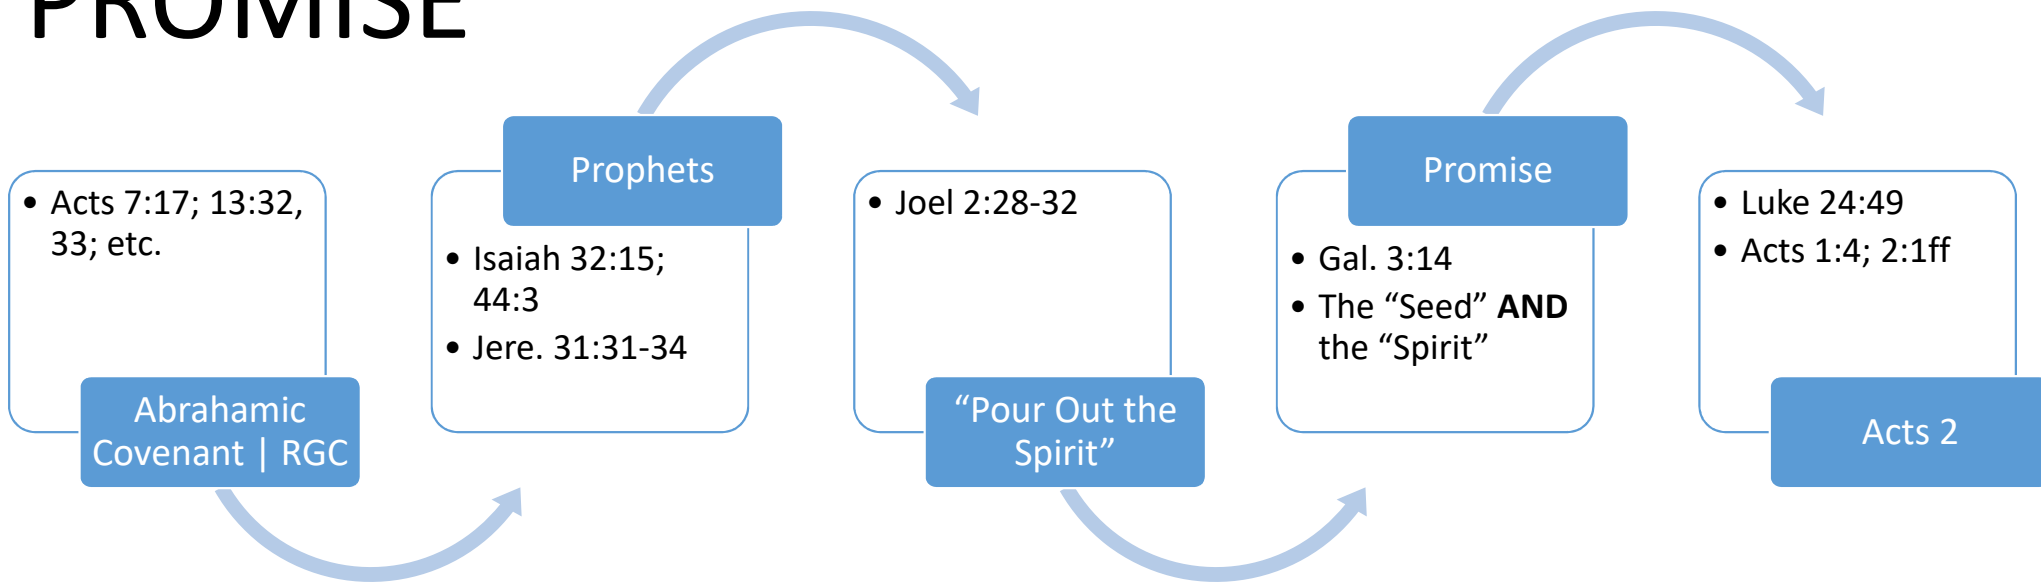 PROMISE
• Acts 7:17; 13:32,
33; etc.
Abrahamic
Covenant | RGC
Prophets
• Isaiah 32:15;
44:3
• Jere. 31:31-34
• Joel 2:28-32
“Pour Out the
Spirit”
Promise
• Gal. 3:14
• The “Seed” AND
the “Spirit”
• Luke 24:49
• Acts 1:4; 2:1ff
Acts 2